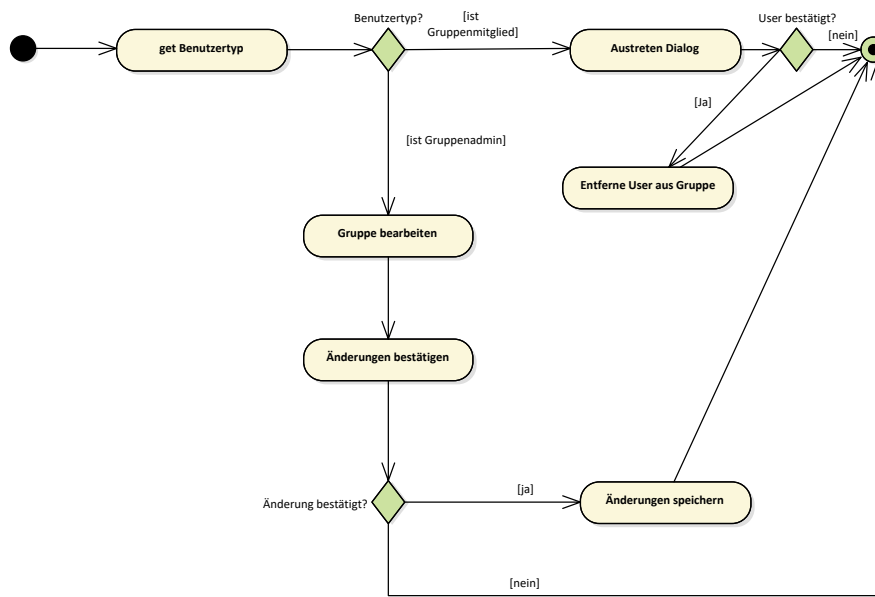 Benutzertyp?
[ist
Gruppenmitglied]
User bestätigt?
[nein]
get Benutzertyp
Austreten Dialog
[Ja]
[ist Gruppenadmin]
Entferne User aus Gruppe
Gruppe bearbeiten
Änderungen bestätigen
Änderung bestätigt?
[ja]
Änderungen speichern
[nein]